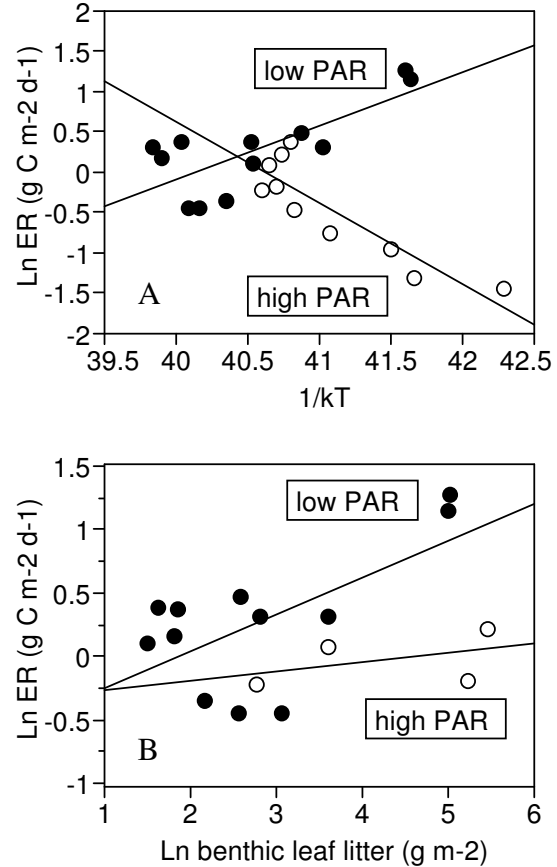 2
1.5
low PAR
1
0.5
0
-0.5
-1
A
high PAR
-1.5
-2
39.5 40 40.5 41 41.5 42 42.5
1/kT
Ln ER (g C m-2 d-1)
1.5
low PAR
1
0.5
0
-0.5
high PAR
B
-1
1 2 3 4 5 6
Ln benthic leaf litter (g m-2)
Ln ER (g C m-2 d-1)